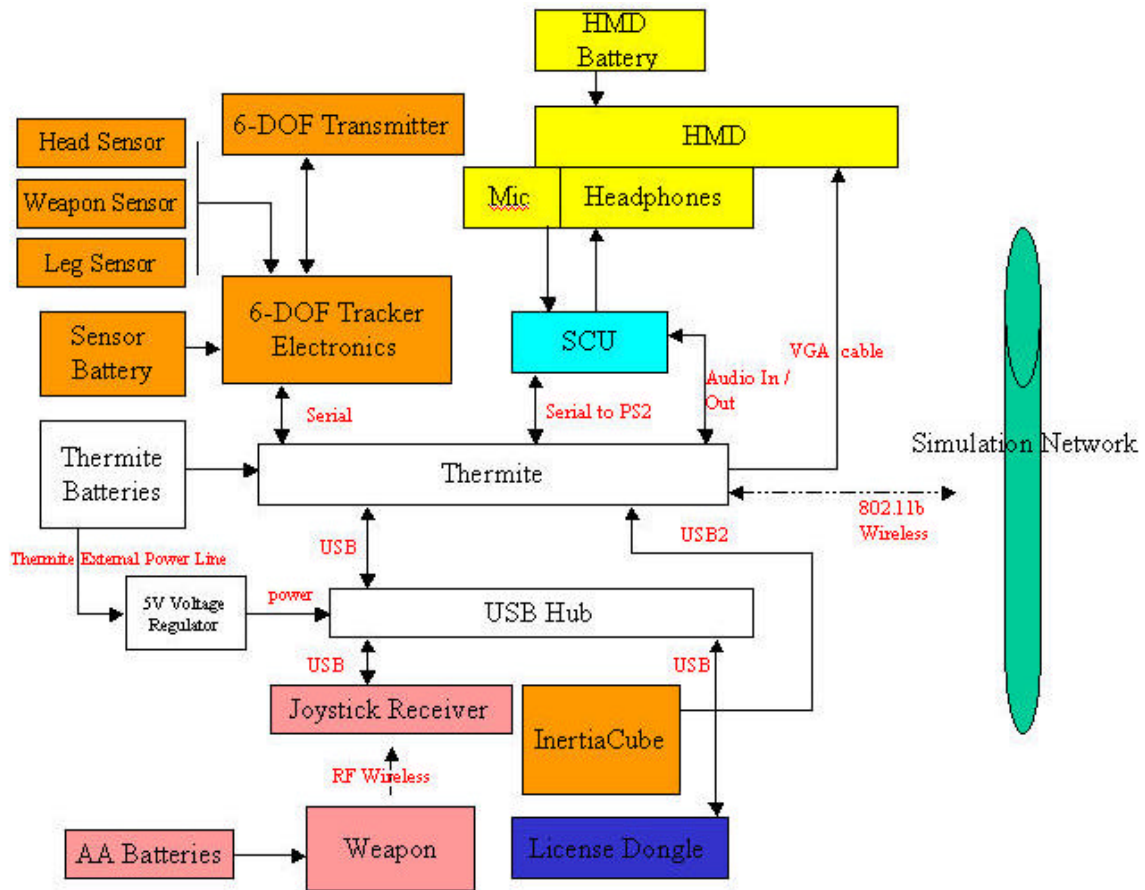 HMD
Battery
6-DOF Transmitter
HMD
Head Sensor
Mic
Headphones
Weapon Sensor
Leg Sensor
6-DOF Tracker
Electronics
Sensor
Battery
SCU
VGA cable
Audio In /
Out
Serial
Serial to PS2
Simulation Network
Thermite
Batteries
Thermite
802.11b
Wireless
USB
USB2
Thermite External Power Line
5V Voltage
Regulator
power
USB Hub
USB
USB
Joystick Receiver
InertiaCube
RF Wireless
AA Batteries
Weapon
License Dongle